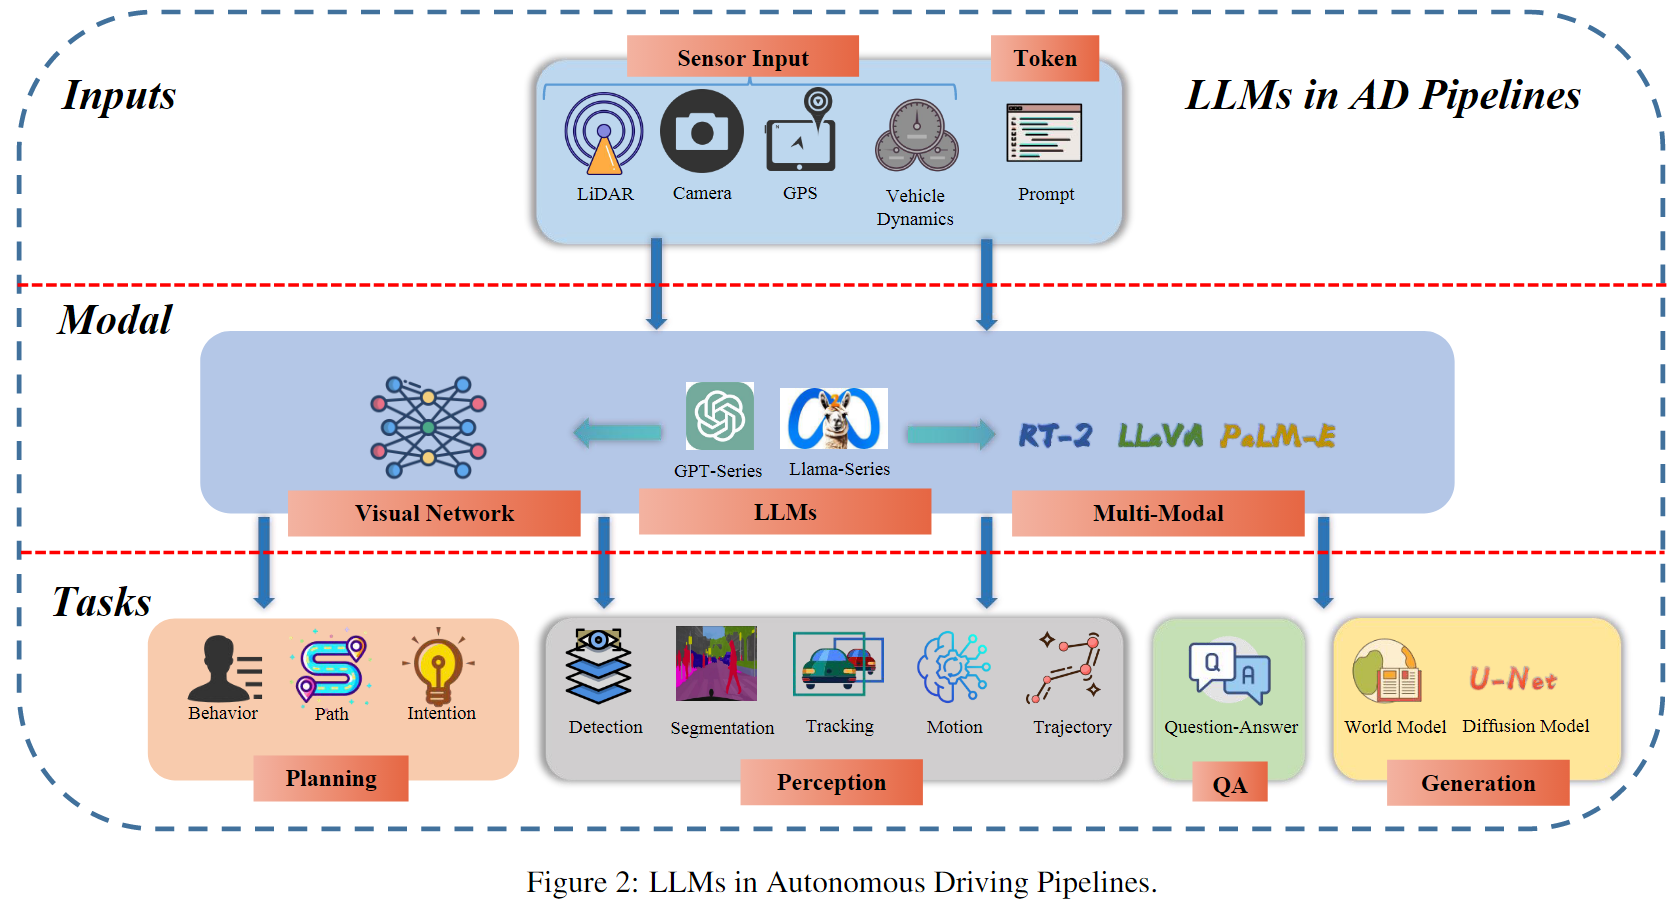 Inputs
Sensor Input
Token
LLMs in AD Pipelines
LiDAR
Camera
GPS
Vehicle
Dynamics
Prompt
Modal
GPT-Series
Llama-Series
RT-2
LLaVA
PaLM-E
Visual Network
LLMs
Multi-Modal
Tasks
Behavior
Path
Intention
Planning
Detection
Segmentation
Tracking
Motion
Trajectory
Perception
Q
A
Question-Answer
QA
World Model
U-Net
Diffusion Model
Generation
Figure 2: LLMs in Autonomous Driving Pipelines.